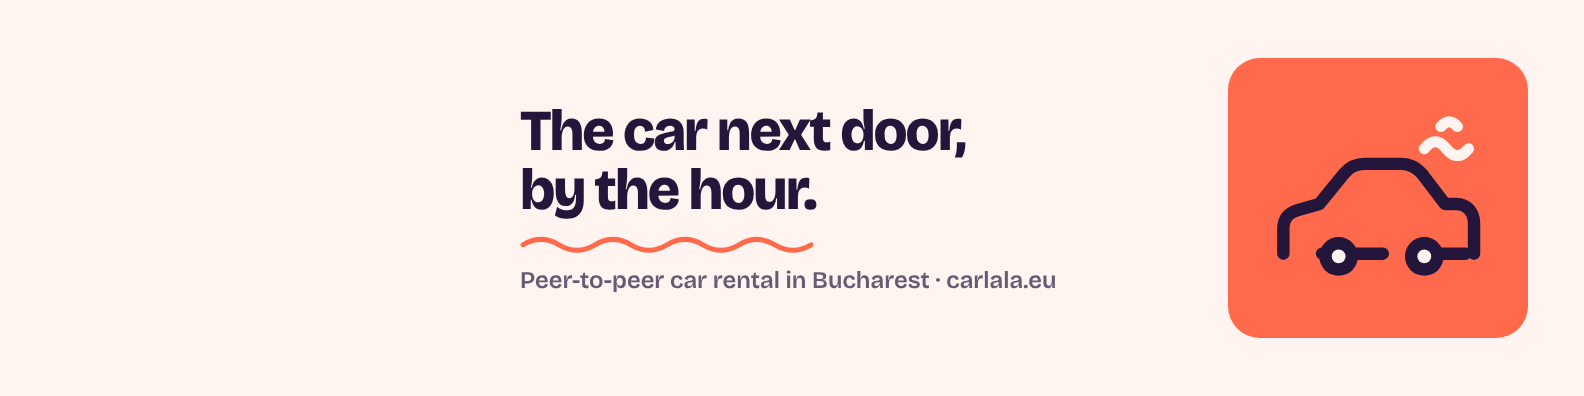 The car next door,
by the hour.
Peer-to-peer car rental in Bucharest · carlala.eu